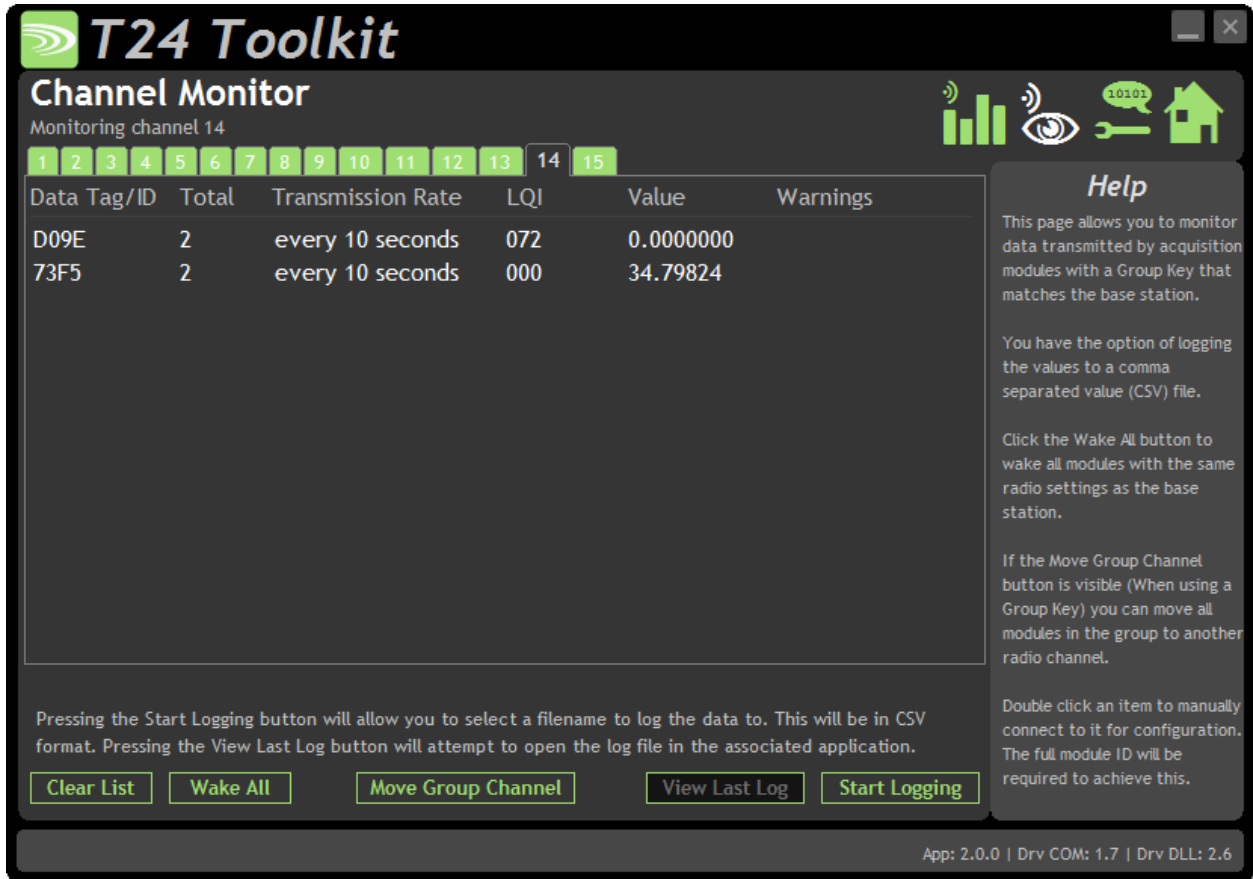 T24 Toolkit
Channel Monitor
Monitoring channel 14
10101
1 2 3 4 5 6 7 8 9 10 11 12 13 14 15
Data Tag/ID Total Transmission Rate LQI Value Warnings
D09E 2 every 10 seconds 072 0.0000000
73F5 2 every 10 seconds 000 34.79824
Pressing the Start Logging button will allow you to select a filename to log the data to. This will be in CSV
format. Pressing the View Last Log button will attempt to open the log file in the associated application.
Clear List Wake All Move Group Channel View Last Log Start Logging
Help
This page allows you to monitor
data transmitted by acquisition
modules with a Group Key that
matches the base station.
You have the option of logging
the values to a comma
separated value (CSV) file.
Click the Wake All button to
wake all modules with the same
radio settings as the base
station.
If the Move Group Channel
button is visible (When using a
Group Key) you can move all
modules in the group to another
radio channel.
Double click an item to manually
connect to it for configuration.
The full module ID will be
required to achieve this.
App: 2.0.0 | Drv COM: 1.7 | Drv DLL: 2.6